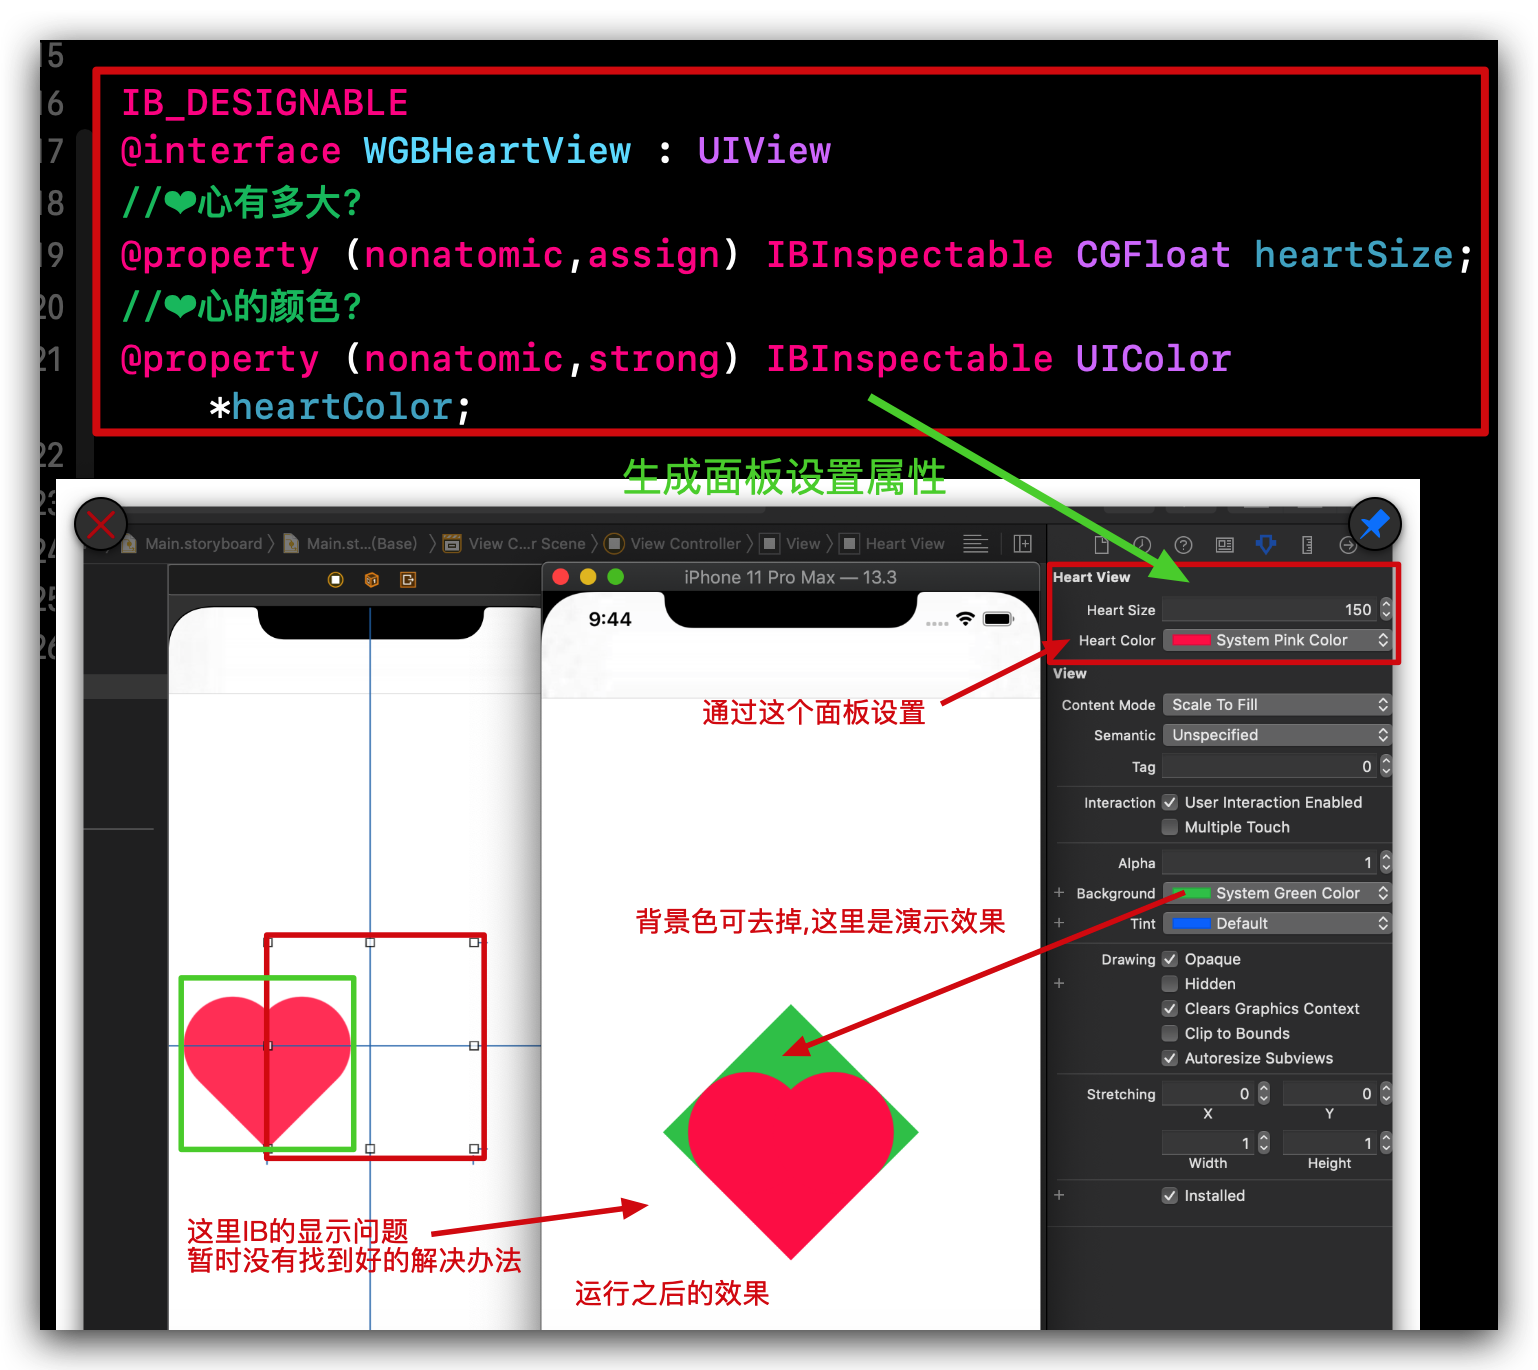 15
16
IB_DESIGNABLE
17
@interface WGBHeartView : UIView
18
//❤心有多大?
19
@property (nonatomic,assign) IBInspectable CGFloat heartSize;
20
//❤心的颜色?
21
@property (nonatomic,strong) IBInspectable UIColor
*heartColor;
22
生成面板设置属性
23
24
25
26
Main.storyboard
Main.st...(Base)
View C...r Scene
View Controller
View
Heart View
iPhone 11 Pro Max — 13.3
9:44
Heart View
Heart Size 150
Heart Color System Pink Color
通过这个面板设置
View
Content Mode Scale To Fill
Semantic Unspecified
Tag 0
Interaction User Interaction Enabled
Multiple Touch
Alpha 1
+ Background System Green Color
+ Tint Default
背景色可去掉,这里是演示效果
Drawing Opaque
+ Hidden
Clears Graphics Context
Clip to Bounds
Autoresize Subviews
Stretching 0 0
X Y
1 1
Width Height
+ Installed
这里IB的显示问题
暂时没有找到好的解决办法
运行之后的效果